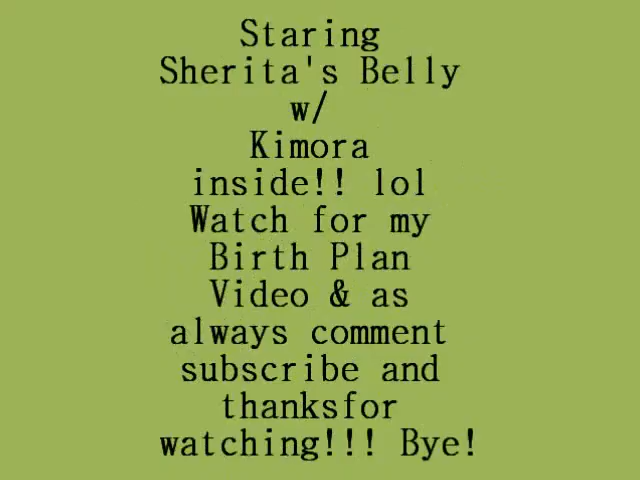 Staring
Sherita's Belly
w/
Kimora
inside!! lol
Watch for my
Birth Plan
Video & as
always comment
subscribe and
thanksfor
watching!!! Bye!